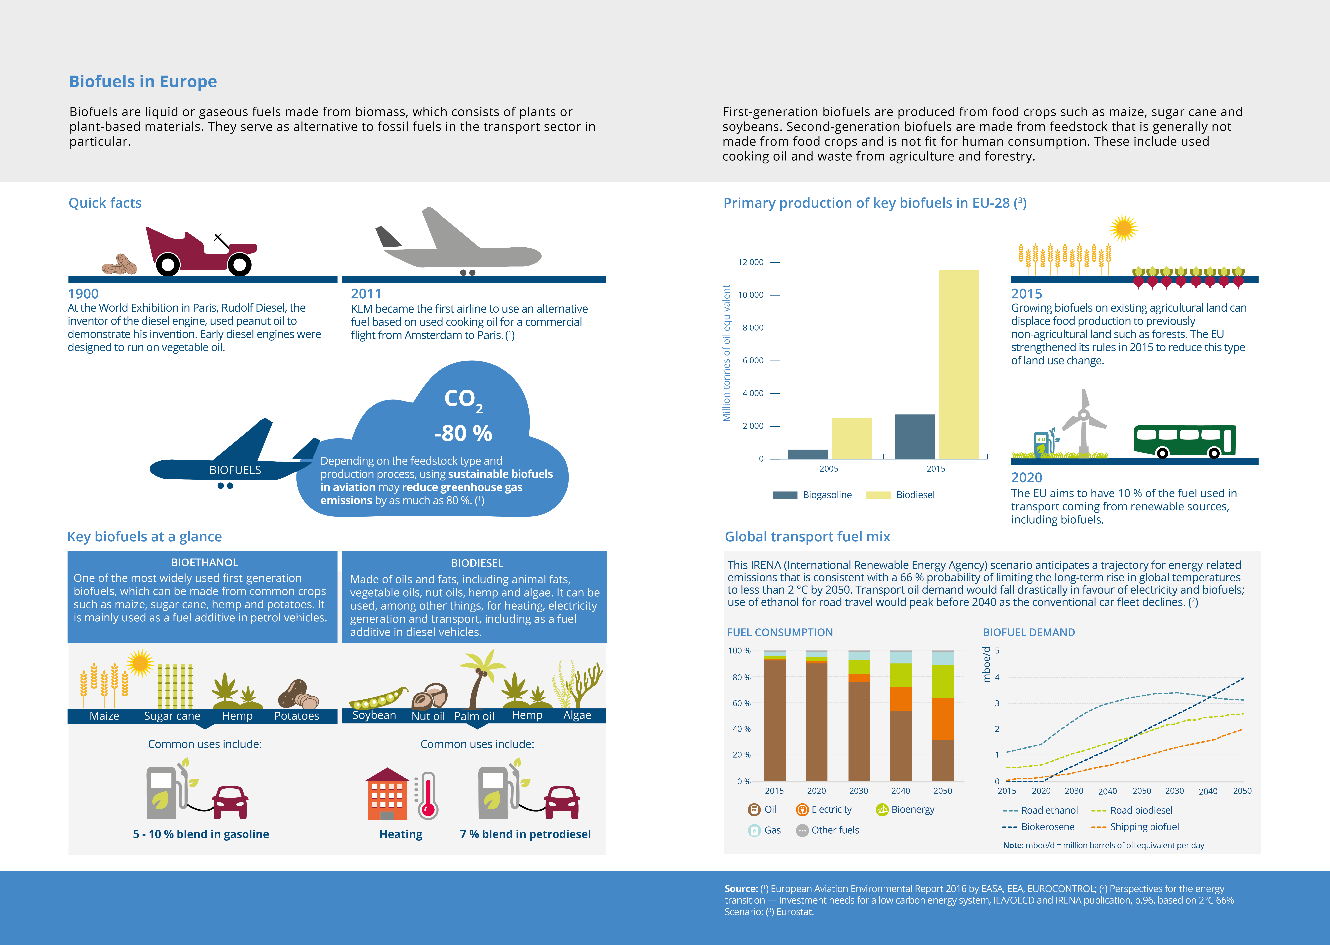 Biofuels in Europe
Biofuels are liquid or gaseous fuels made from biomass, which consists of plants or
plant-based materials. They serve as alternative to fossil fuels in the transport sector in
particular.
First-generation biofuels are produced from food crops such as maize, sugar cane and
soybeans. Second-generation biofuels are made from feedstock that is generally not
made from food crops and is not fit for human consumption. These include used
cooking oil and waste from agriculture and forestry.
Quick facts
1900
At the World Exhibition in Paris, Rudolf Diesel, the
inventor of the diesel engine, used peanut oil to
demonstrate his invention. Early diesel engines were
designed to run on vegetable oil.
2011
KLM became the first airline to use an alternative
fuel based on used cooking oil for a commercial
flight from Amsterdam to Paris. (¹)
BIOFUELS
CO₂
-80 %
Depending on the feedstock type and
production process, using sustainable biofuels
in aviation may reduce greenhouse gas
emissions by as much as 80 %. (¹)
Key biofuels at a glance
BIOETHANOL
One of the most widely used first generation
biofuels, which can be made from common crops
such as maize, sugar cane, hemp and potatoes. It
is mainly used as a fuel additive in petrol vehicles.
Maize Sugar cane Hemp Potatoes
Common uses include:
5 - 10 % blend in gasoline
BIODIESEL
Made of oils and fats, including animal fats,
vegetable oils, nut oils, hemp and algae. It can be
used, among other things, for heating, electricity
generation and transport, including as a fuel
additive in diesel vehicles.
Soybean Nut oil Palm oil Hemp Algae
Common uses include:
Heating
7 % blend in petrodiesel
Primary production of key biofuels in EU-28 (³)
Million tonnes of oil equivalent
12 000
10 000
8 000
6 000
4 000
2 000
0
2005 2015
Biogasoline Biodiesel
2015
Growing biofuels on existing agricultural land can
displace food production to previously
non-agricultural land such as forests. The EU
strengthened its rules in 2015 to reduce this type
of land use change.
2020
The EU aims to have 10 % of the fuel used in
transport coming from renewable sources,
including biofuels.
Global transport fuel mix
This IRENA (International Renewable Energy Agency) scenario anticipates a trajectory for energy related
emissions that is consistent with a 66 % probability of limiting the long-term rise in global temperatures
to less than 2 °C by 2050. Transport oil demand would fall drastically in favour of electricity and biofuels;
use of ethanol for road travel would peak before 2040 as the conventional car fleet declines. (²)
FUEL CONSUMPTION
100 %
80 %
60 %
40 %
20 %
0 %
2015 2020 2030 2040 2050
Oil Electricity Bioenergy
Gas Other fuels
BIOFUEL DEMAND
mboe/d
5
4
3
2
1
0
2015 2020 2030 2040 2050 2030 2040 2050
Road ethanol Road biodiesel
Biokerosene Shipping biofuel
Note: mboe/d = million barrels of oil equivalent per day
Source: (¹) European Aviation Environmental Report 2016 by EASA, EEA, EUROCONTROL; (²) Perspectives for the energy
transition — Investment needs for a low carbon energy system, IEA/OECD and IRENA publication, p.96, based on 2°C 66%
Scenario; (³) Eurostat.